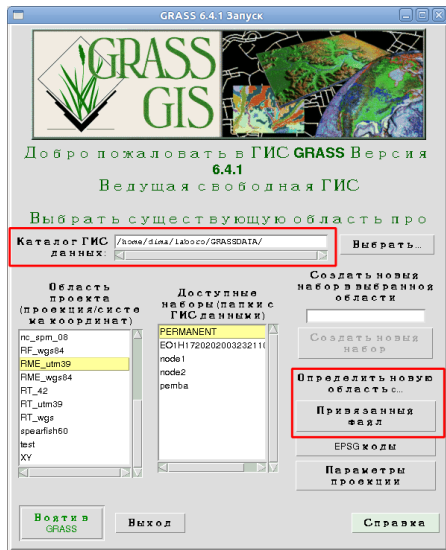 GRASS 6.4.1 Запуск
GRASS
GIS
Добро пожаловать в ГИС GRASS Версия
6.4.1
Ведущая свободная ГИС
Выбрать существующую область про
Каталог ГИС
данных:
/home/dima/laboro/GRASSDATA/
Выбрать...
Область
проекта
(проекция/систе
ма координат)
nc_spm_08
RF_wgs84
RME_utm39
RME_wgs84
RT_42
RT_utm39
RT_wgs
spearfish60
test
XY
Доступные
наборы (папки с
ГИС данными)
PERMANENT
EO1H1720202003232110
node1
node2
pemba
Создать новый
набор в выбранной
области
Создать новый
набор
Определить новую
область с...
Привязанный
файл
EPSG коды
Параметры
проекции
Войти в
GRASS
Выход
Справка